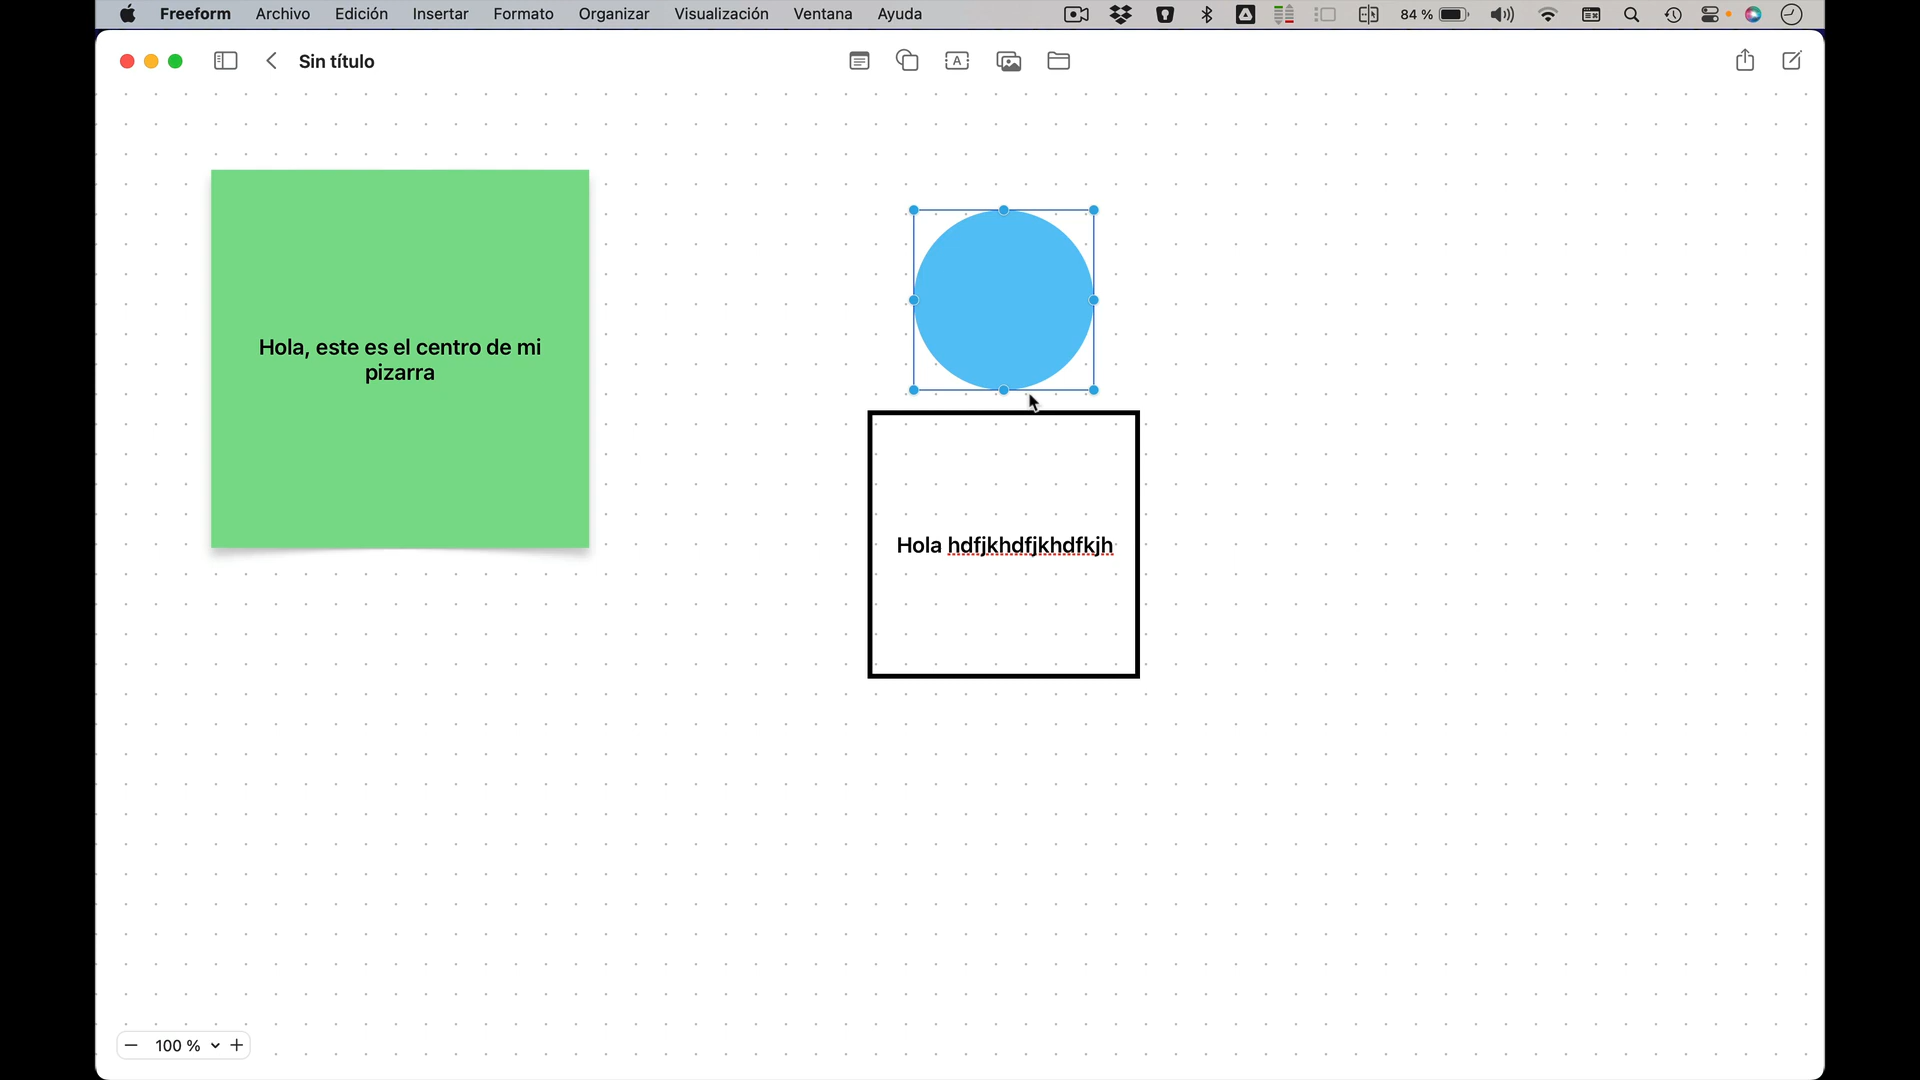 Freeform Archivo Edición Insertar Formato Organizar Visualización Ventana Ayuda 84 %
Sin título
A
Hola, este es el centro de mi
pizarra
Hola hdfjkhdfjkhdfkjh
100 %